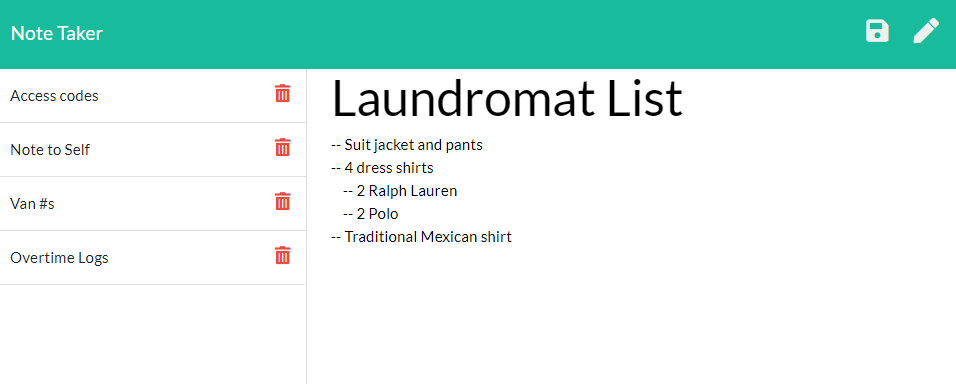 Note Taker
Access codes
Note to Self
Van #s
Overtime Logs
Laundromat List
-- Suit jacket and pants
-- 4 dress shirts
-- 2 Ralph Lauren
-- 2 Polo
-- Traditional Mexican shirt